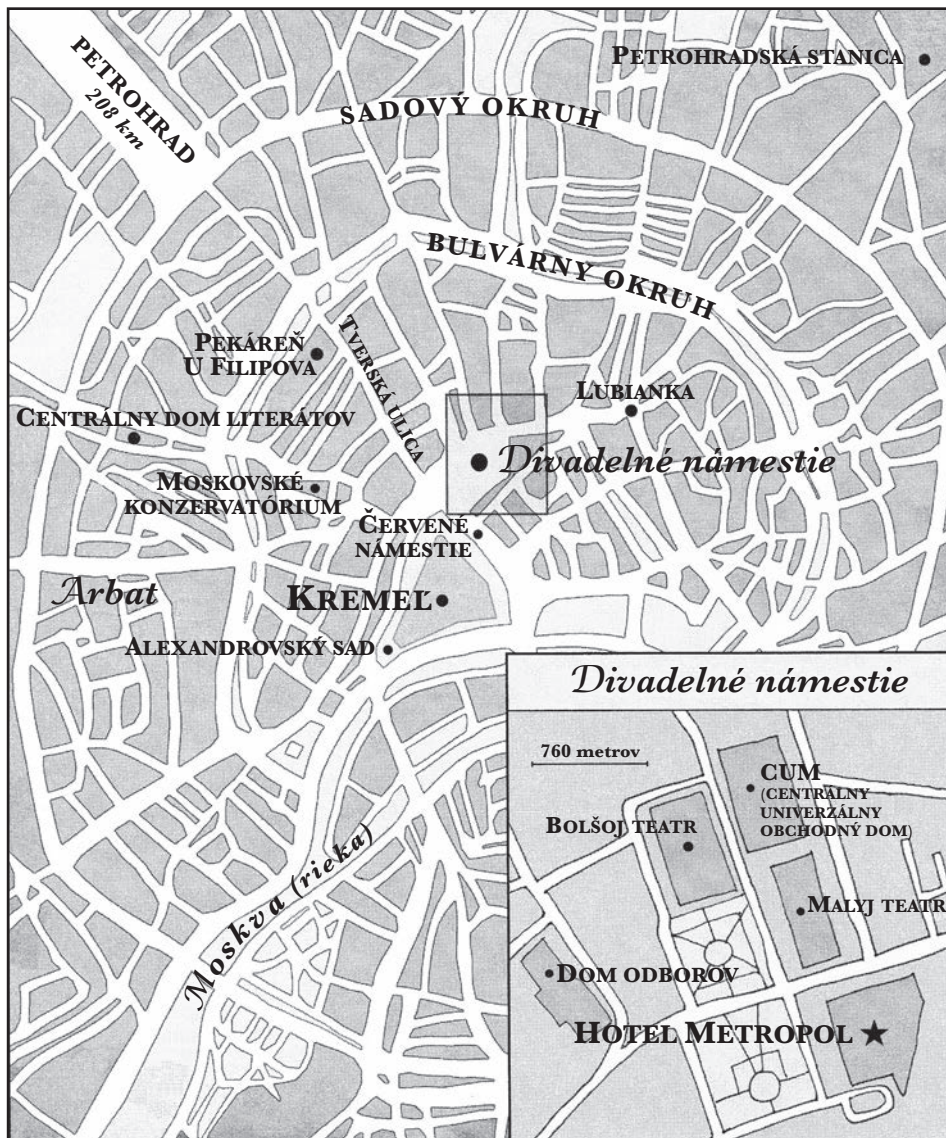 PETROHRAD
208 km
PETROHRADSKÁ STANICA
SADOVÝ OKRUH
BULVÁRNY OKRUH
PEKÁREŇ
U FILIPOVA
TVERSKÁ ULICA
LUBIANKA
CENTRÁLNY DOM LITERÁTOV
Divadelné námestie
MOSKOVSKÉ
KONZERVATÓRIUM
ČERVENÉ
NÁMESTIE
Arbat
KREMEĽ
ALEXANDROVSKÝ SAD
Moskva (rieka)
Divadelné námestie
760 metrov
CUM
(CENTRÁLNY
UNIVERZÁLNY
OBCHODNÝ DOM)
BOLŠOJ TEATR
MALYJ TEATR
DOM ODBOROV
HOTEL METROPOL